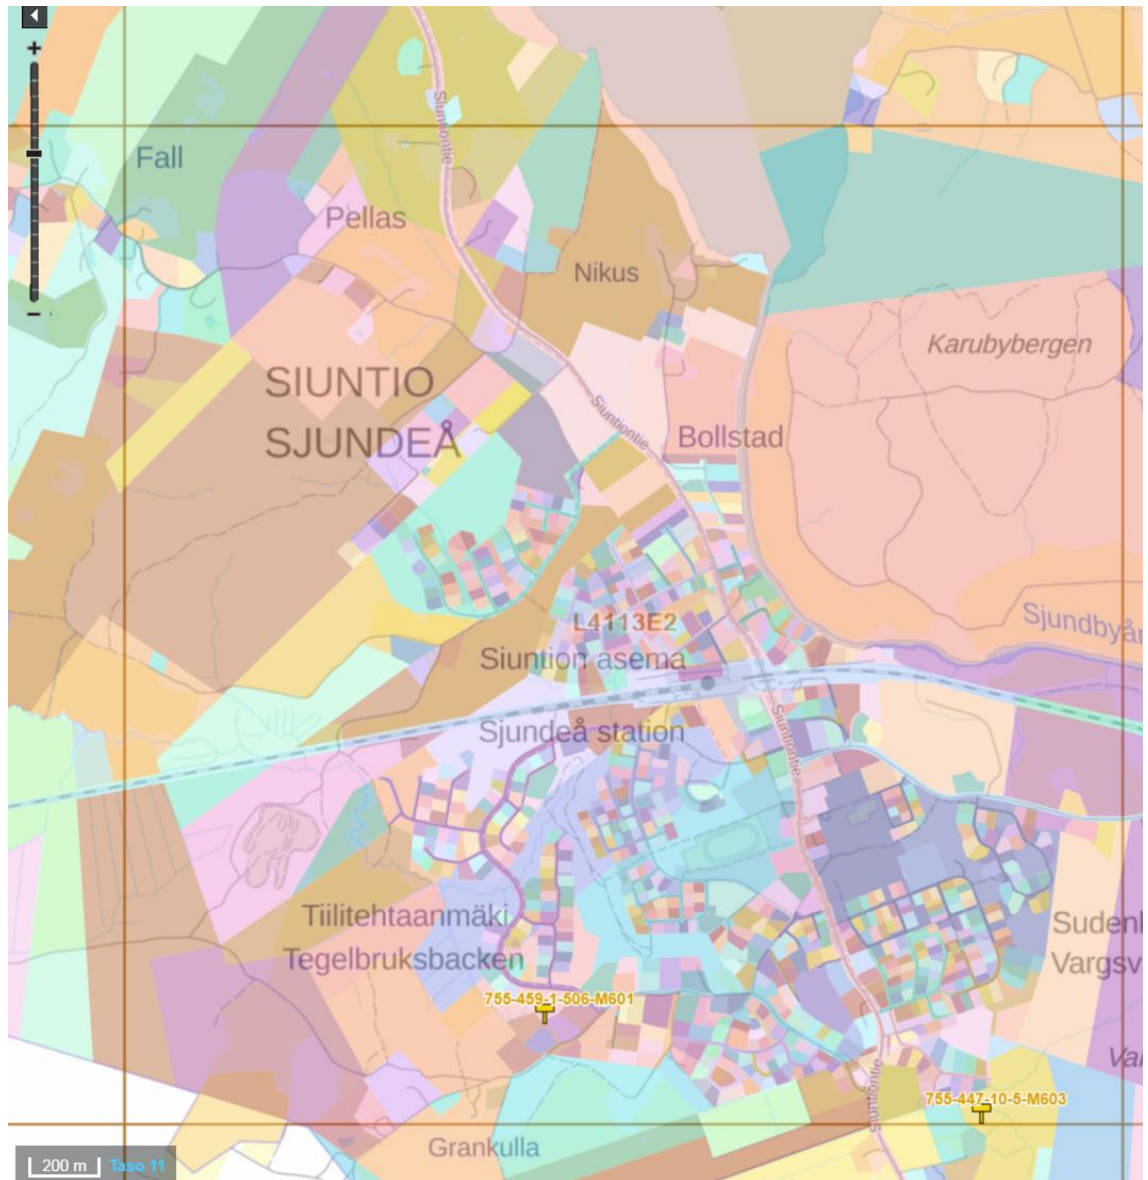 +
Siuntiontie
Fall
Pellas
Nikus
−
Karubybergen
SIUNTIO
SJUNDEÅ
Siuntiontie
Bollstad
L4113E2
Sjundbyån
Siuntion asema
Sjundeå station
Siuntiontie
Tiilitehtaanmäki
Tegelbruksbacken
755-459-1-506-M601
Siuntiontie
755-447-10-5-M603
Grankulla
200 m Taso 11